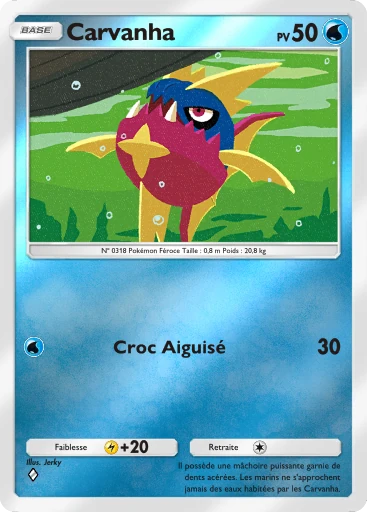 BASE
Carvanha
PV 50
N° 0318 Pokémon Féroce Taille : 0,8 m Poids : 20,8 kg
Croc Aiguisé 30
Faiblesse +20 Retraite
Illus. Jerky
Il possède une mâchoire puissante garnie de
dents acérées. Les marins ne s'approchent
jamais des eaux habitées par les Carvanha.